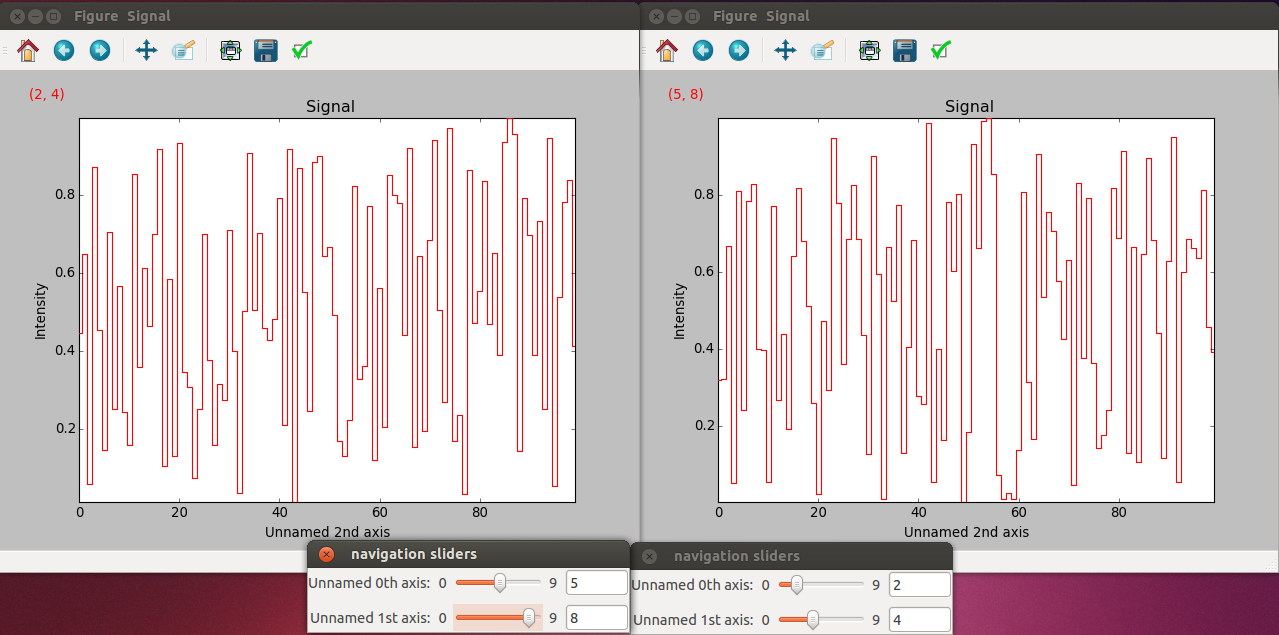 Figure Signal
(2, 4)
Signal
0.8
0.6
0.4
0.2
Intensity
0 20 40 60 80
Unnamed 2nd axis
Figure Signal
(5, 8)
Signal
0.8
0.6
0.4
0.2
Intensity
0 20 40 60 80
Unnamed 2nd axis
navigation sliders
Unnamed 0th axis: 0 9 5
Unnamed 1st axis: 0 9 8
navigation sliders
Unnamed 0th axis: 0 9 2
Unnamed 1st axis: 0 9 4